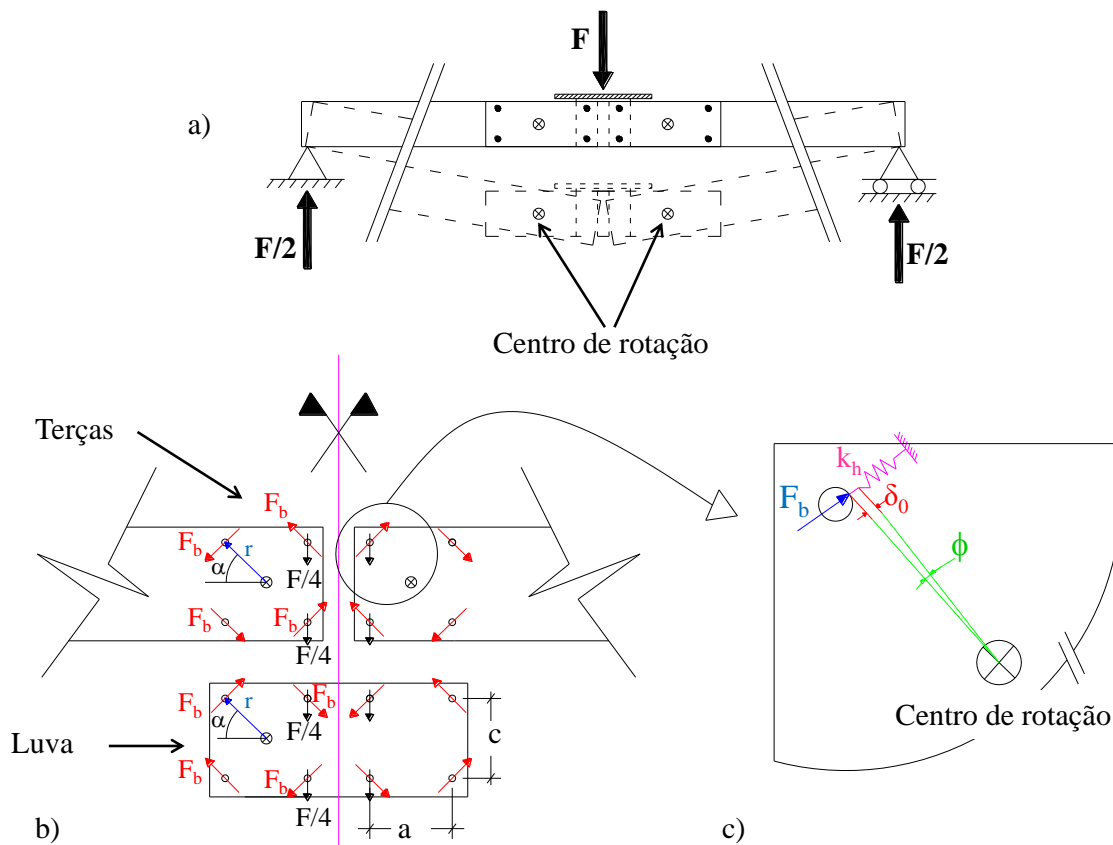 F
a)
F/2
F/2
Centro de rotação
Terças
F_b
F_b
r
α
F/4
F_b
F_b
F/4
k_h
F_b
δ_0
ϕ
Centro de rotação
F_b
r
α
F_b
F/4
c
Luva
F_b
F_b
F/4
a
b)
c)